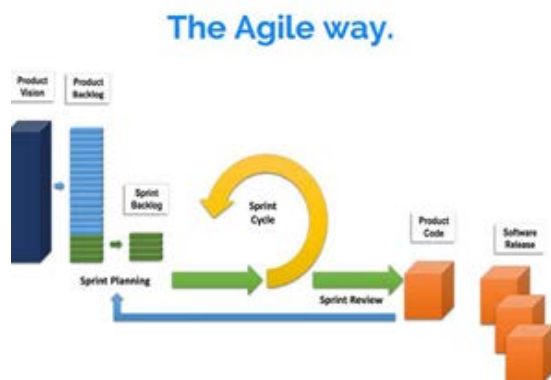 The Agile way.
Product
Vision
Product
Backlog
Sprint
Backlog
Sprint
Cycle
Product
Code
Software
Release
Sprint Planning
Sprint Review